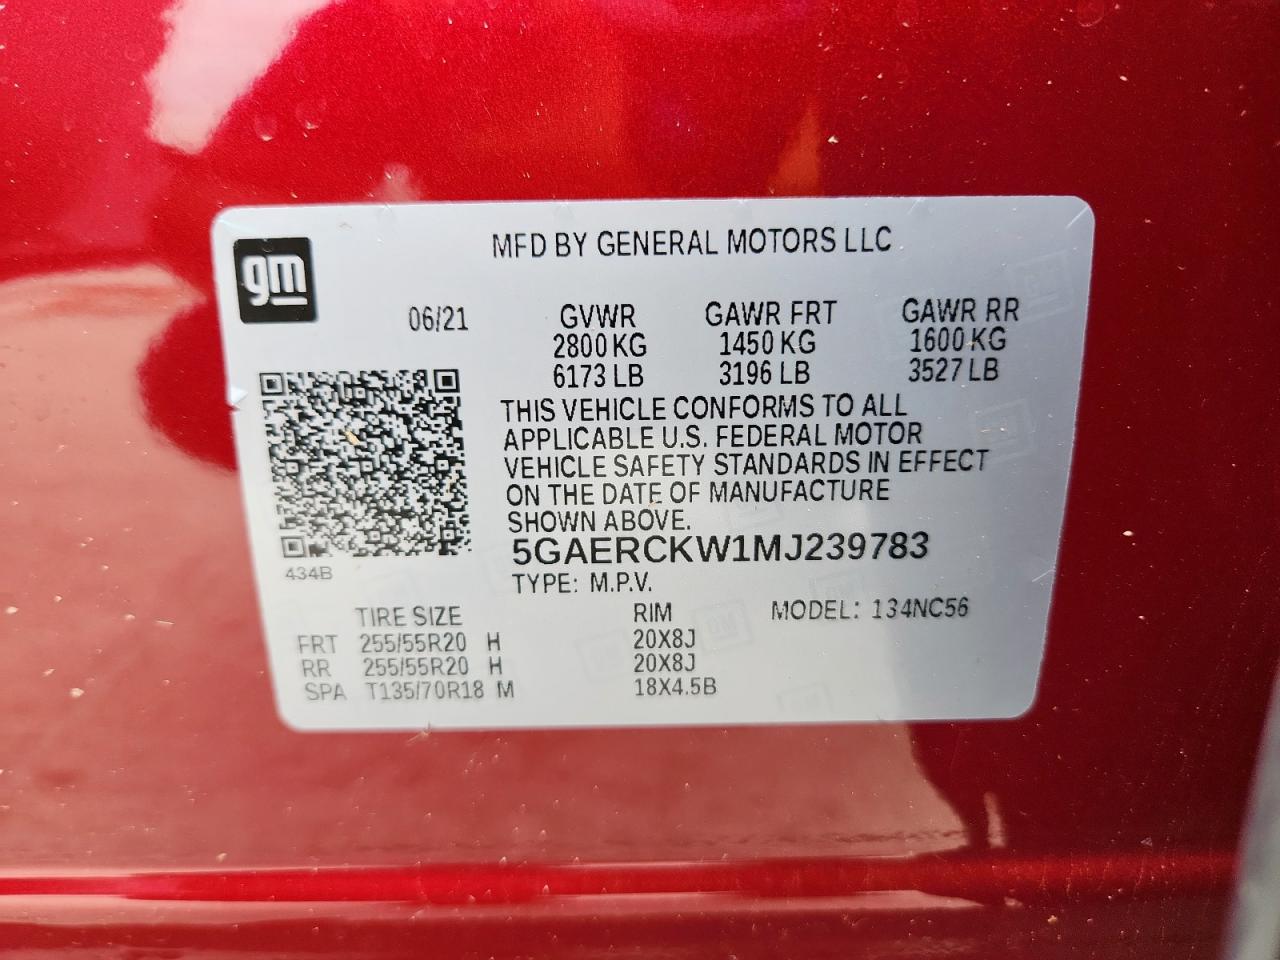 MFD BY GENERAL MOTORS LLC
gm
06/21 GVWR GAWR FRT GAWR RR
2800 KG 1450 KG 1600 KG
6173 LB 3196 LB 3527 LB
THIS VEHICLE CONFORMS TO ALL
APPLICABLE U.S. FEDERAL MOTOR
VEHICLE SAFETY STANDARDS IN EFFECT
ON THE DATE OF MANUFACTURE
SHOWN ABOVE.
5GAERCKW1MJ239783
434B
TYPE: M.P.V.
TIRE SIZE RIM MODEL: 134NC56
FRT 255/55R20 H 20X8J
RR 255/55R20 H 20X8J
SPA T135/70R18 M 18X4.5B